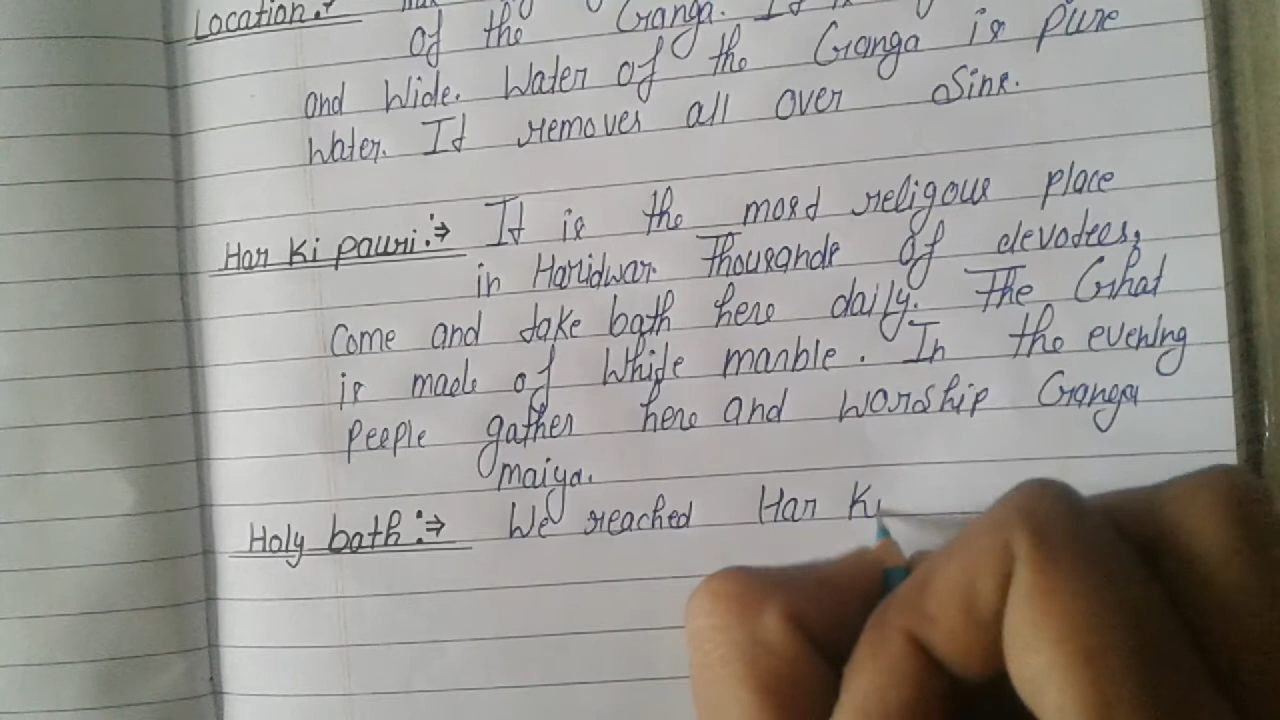 Location :→
of the Ganga. It
and Wide. Water of the Ganga is pure
Water. It removes all over Sins.
Har Ki pauri :→ It is the most religous place
in Haridwar. Thousands of devotees,
Come and take bath here daily. The Ghat
is made of White marble. In the evening
Peeple gather here and worship Ganga
maiya.
Holy bath :→ We reached Har Ki